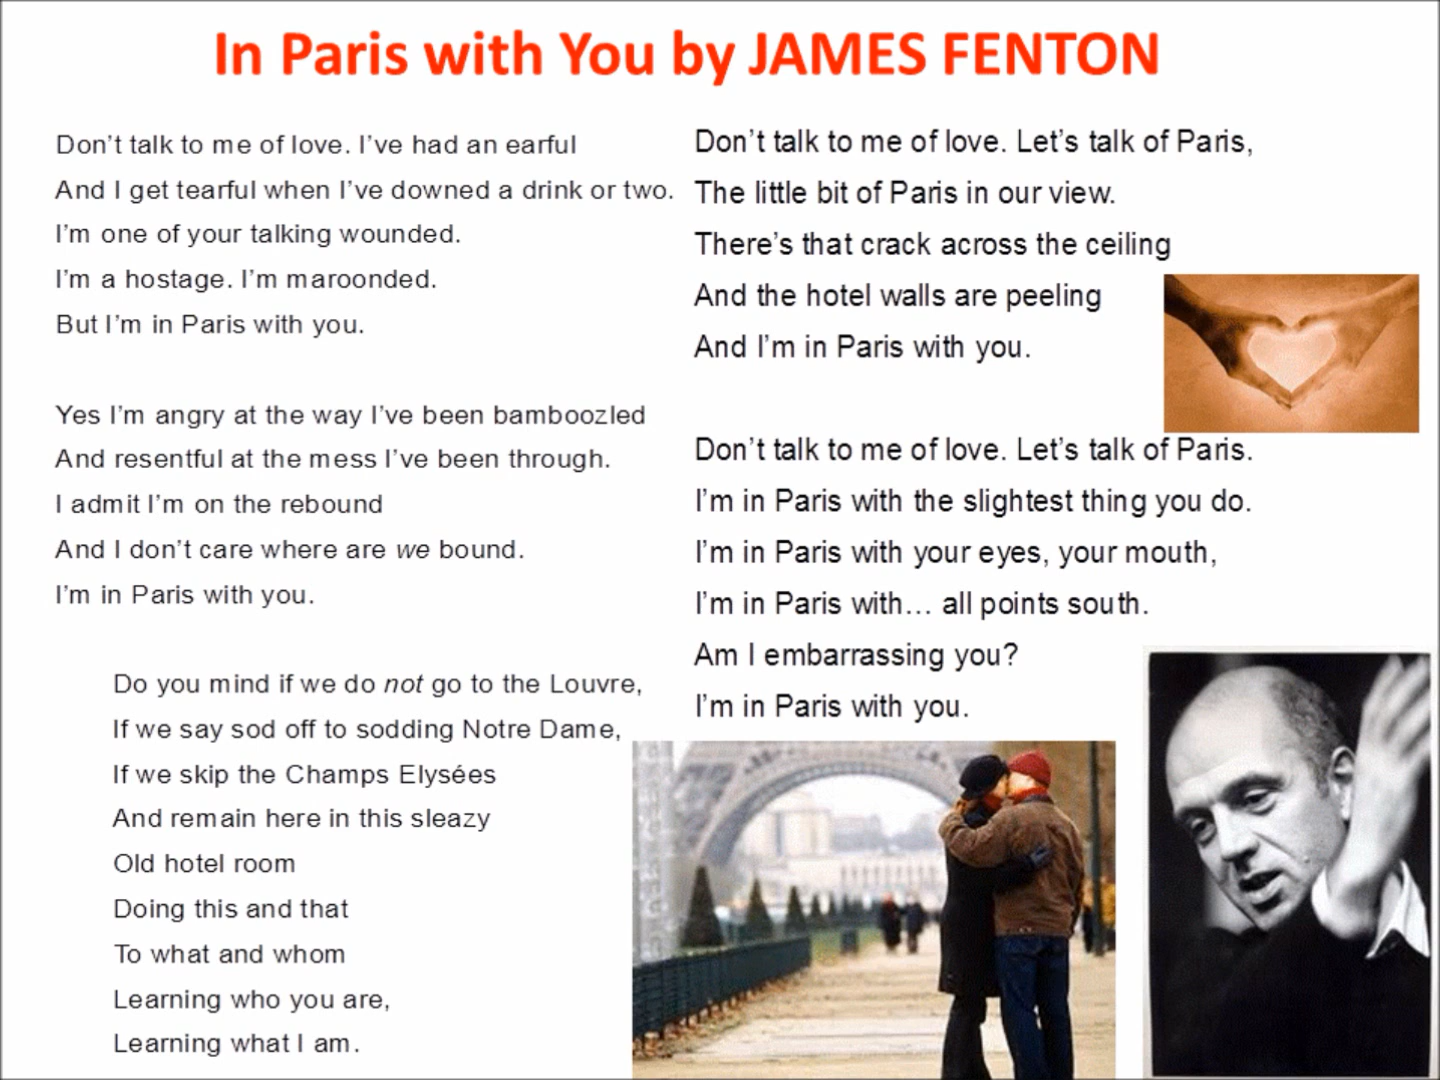 In Paris with You by JAMES FENTON
Don't talk to me of love. I've had an earful
And I get tearful when I've downed a drink or two.
I'm one of your talking wounded.
I'm a hostage. I'm maroonded.
But I'm in Paris with you.
Yes I'm angry at the way I've been bamboozled
And resentful at the mess I've been through.
I admit I'm on the rebound
And I don't care where are we bound.
I'm in Paris with you.
Do you mind if we do not go to the Louvre,
If we say sod off to sodding Notre Dame,
If we skip the Champs Elysées
And remain here in this sleazy
Old hotel room
Doing this and that
To what and whom
Learning who you are,
Learning what I am.
Don't talk to me of love. Let's talk of Paris,
The little bit of Paris in our view.
There's that crack across the ceiling
And the hotel walls are peeling
And I'm in Paris with you.
Don't talk to me of love. Let's talk of Paris.
I'm in Paris with the slightest thing you do.
I'm in Paris with your eyes, your mouth,
I'm in Paris with... all points south.
Am I embarrassing you?
I'm in Paris with you.